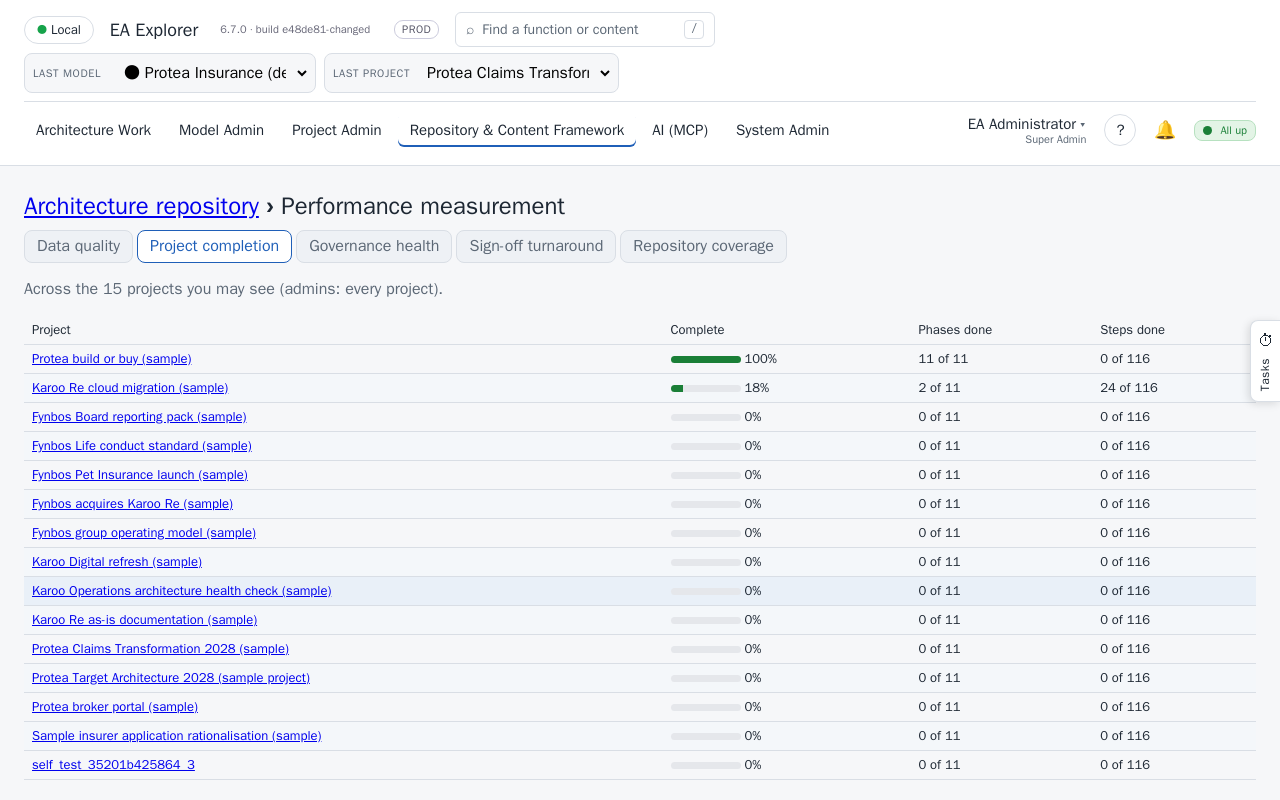 Local
EA Explorer
6.7.0 · build e48de81-changed
PROD
Find a function or content
/
LAST MODEL
Protea Insurance (de
LAST PROJECT
Protea Claims Transform
Architecture Work
Model Admin
Project Admin
Repository & Content Framework
AI (MCP)
System Admin
EA Administrator
Super Admin
?
All up
Architecture repository › Performance measurement
Data quality
Project completion
Governance health
Sign-off turnaround
Repository coverage
Across the 15 projects you may see (admins: every project).
Project Complete Phases done Steps done
Protea build or buy (sample) 100% 11 of 11 0 of 116
Karoo Re cloud migration (sample) 18% 2 of 11 24 of 116
Fynbos Board reporting pack (sample) 0% 0 of 11 0 of 116
Fynbos Life conduct standard (sample) 0% 0 of 11 0 of 116
Fynbos Pet Insurance launch (sample) 0% 0 of 11 0 of 116
Fynbos acquires Karoo Re (sample) 0% 0 of 11 0 of 116
Fynbos group operating model (sample) 0% 0 of 11 0 of 116
Karoo Digital refresh (sample) 0% 0 of 11 0 of 116
Karoo Operations architecture health check (sample) 0% 0 of 11 0 of 116
Karoo Re as-is documentation (sample) 0% 0 of 11 0 of 116
Protea Claims Transformation 2028 (sample) 0% 0 of 11 0 of 116
Protea Target Architecture 2028 (sample project) 0% 0 of 11 0 of 116
Protea broker portal (sample) 0% 0 of 11 0 of 116
Sample insurer application rationalisation (sample) 0% 0 of 11 0 of 116
self_test_35201b425864_3 0% 0 of 11 0 of 116
Tasks